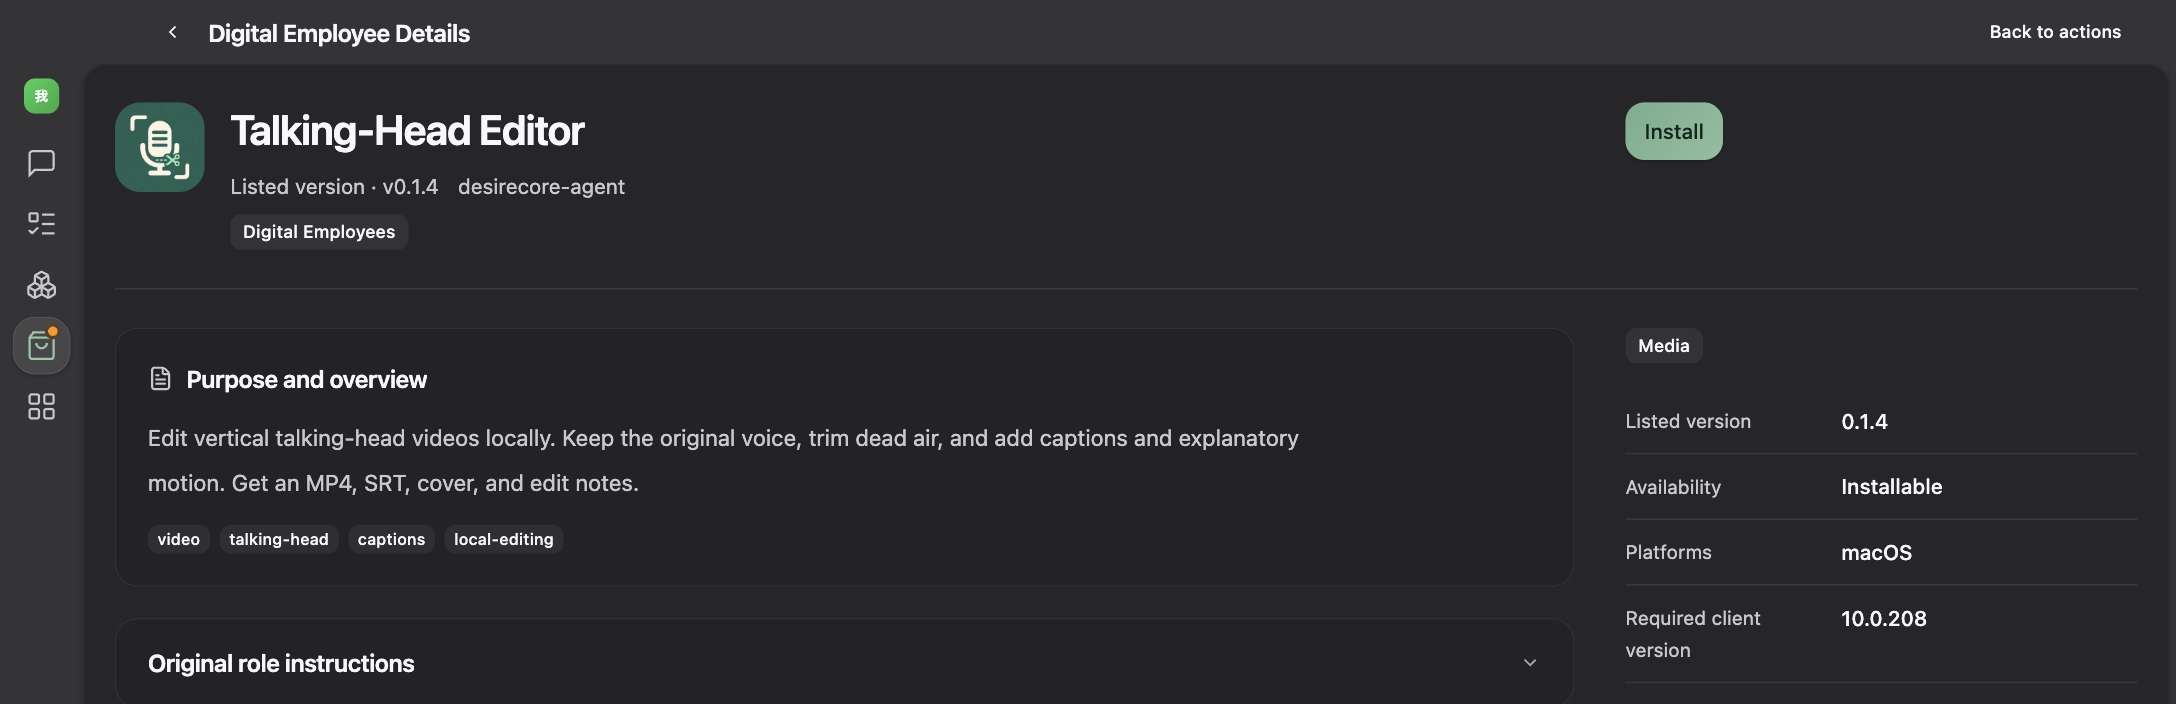 Digital Employee Details
Back to actions
我
Talking-Head Editor
Install
Listed version · v0.1.4 desirecore-agent
Digital Employees
Purpose and overview
Edit vertical talking-head videos locally. Keep the original voice, trim dead air, and add captions and explanatory
motion. Get an MP4, SRT, cover, and edit notes.
video talking-head captions local-editing
Original role instructions
Media
Listed version 0.1.4
Availability Installable
Platforms macOS
Required client version 10.0.208